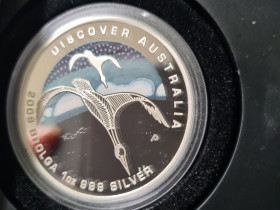 DISCOVER AUSTRALIA
2009 BROLGA 1oz 999 SILVER
P